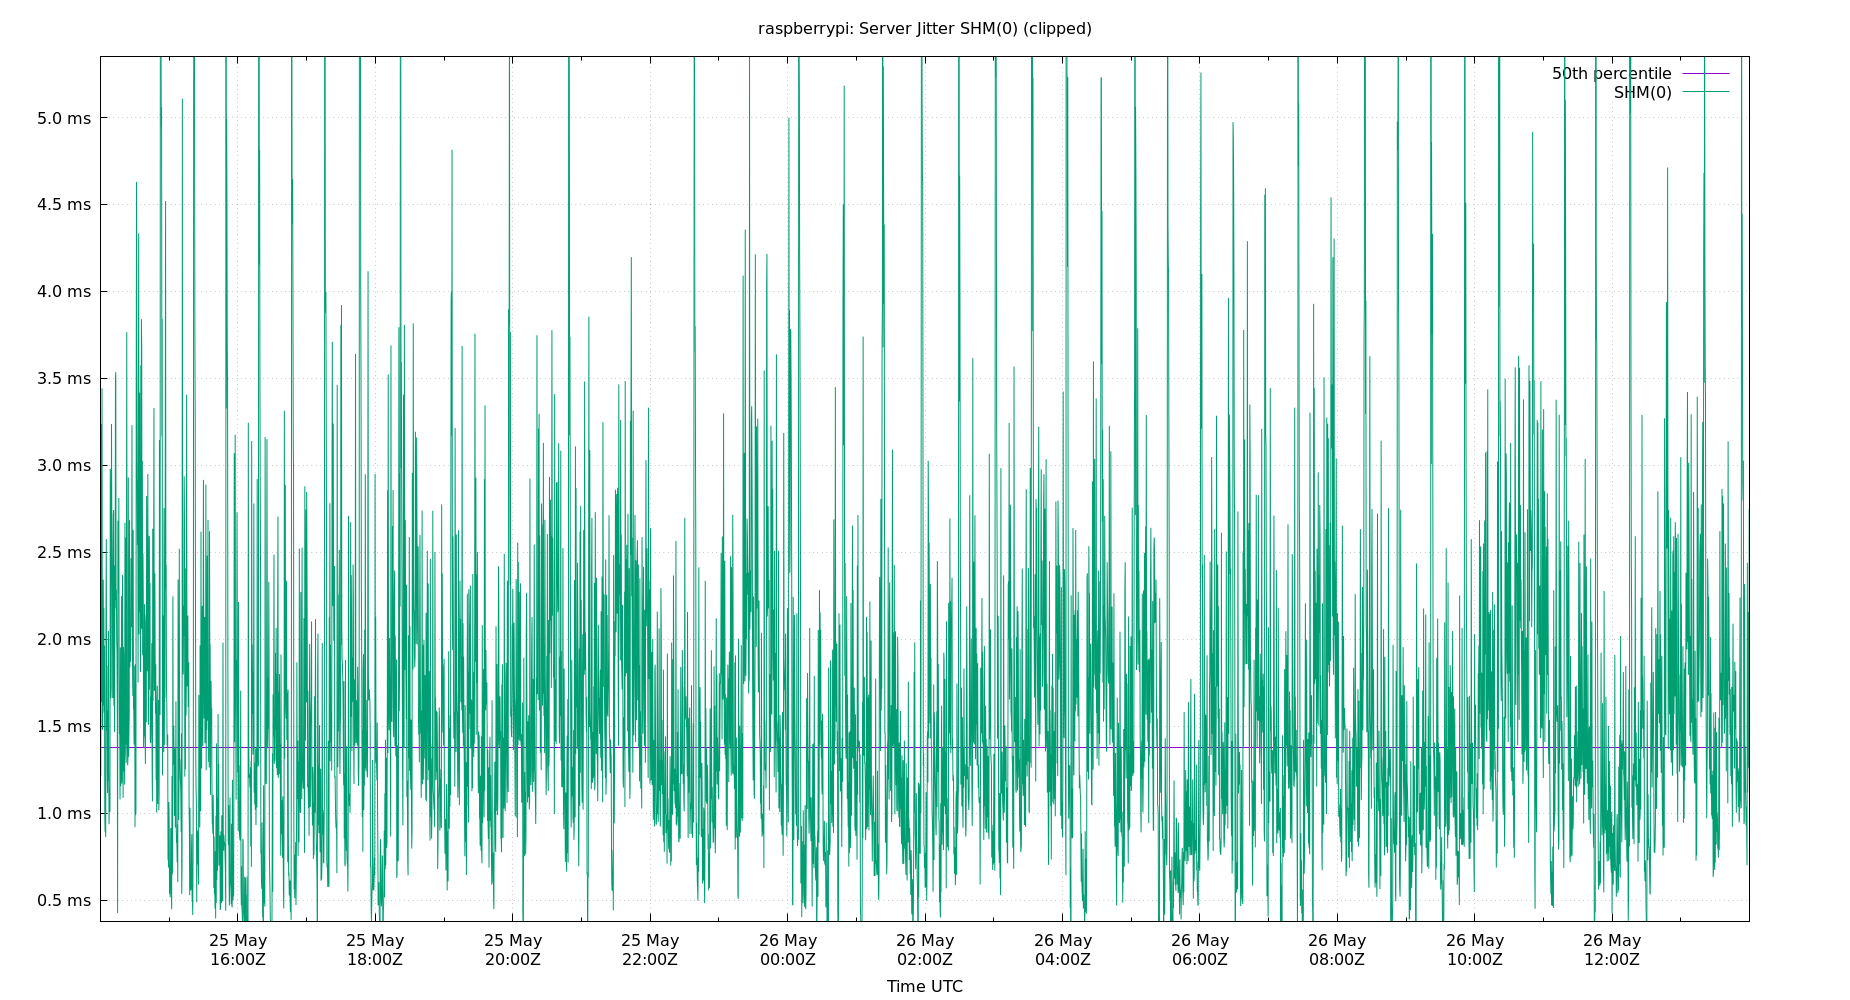 raspberrypi: Server Jitter SHM(0) (clipped)
50th percentile
SHM(0)
5.0 ms
4.5 ms
4.0 ms
3.5 ms
3.0 ms
2.5 ms
2.0 ms
1.5 ms
1.0 ms
0.5 ms
25 May 25 May 25 May 25 May 26 May 26 May 26 May 26 May 26 May 26 May 26 May
16:00Z 18:00Z 20:00Z 22:00Z 00:00Z 02:00Z 04:00Z 06:00Z 08:00Z 10:00Z 12:00Z
Time UTC